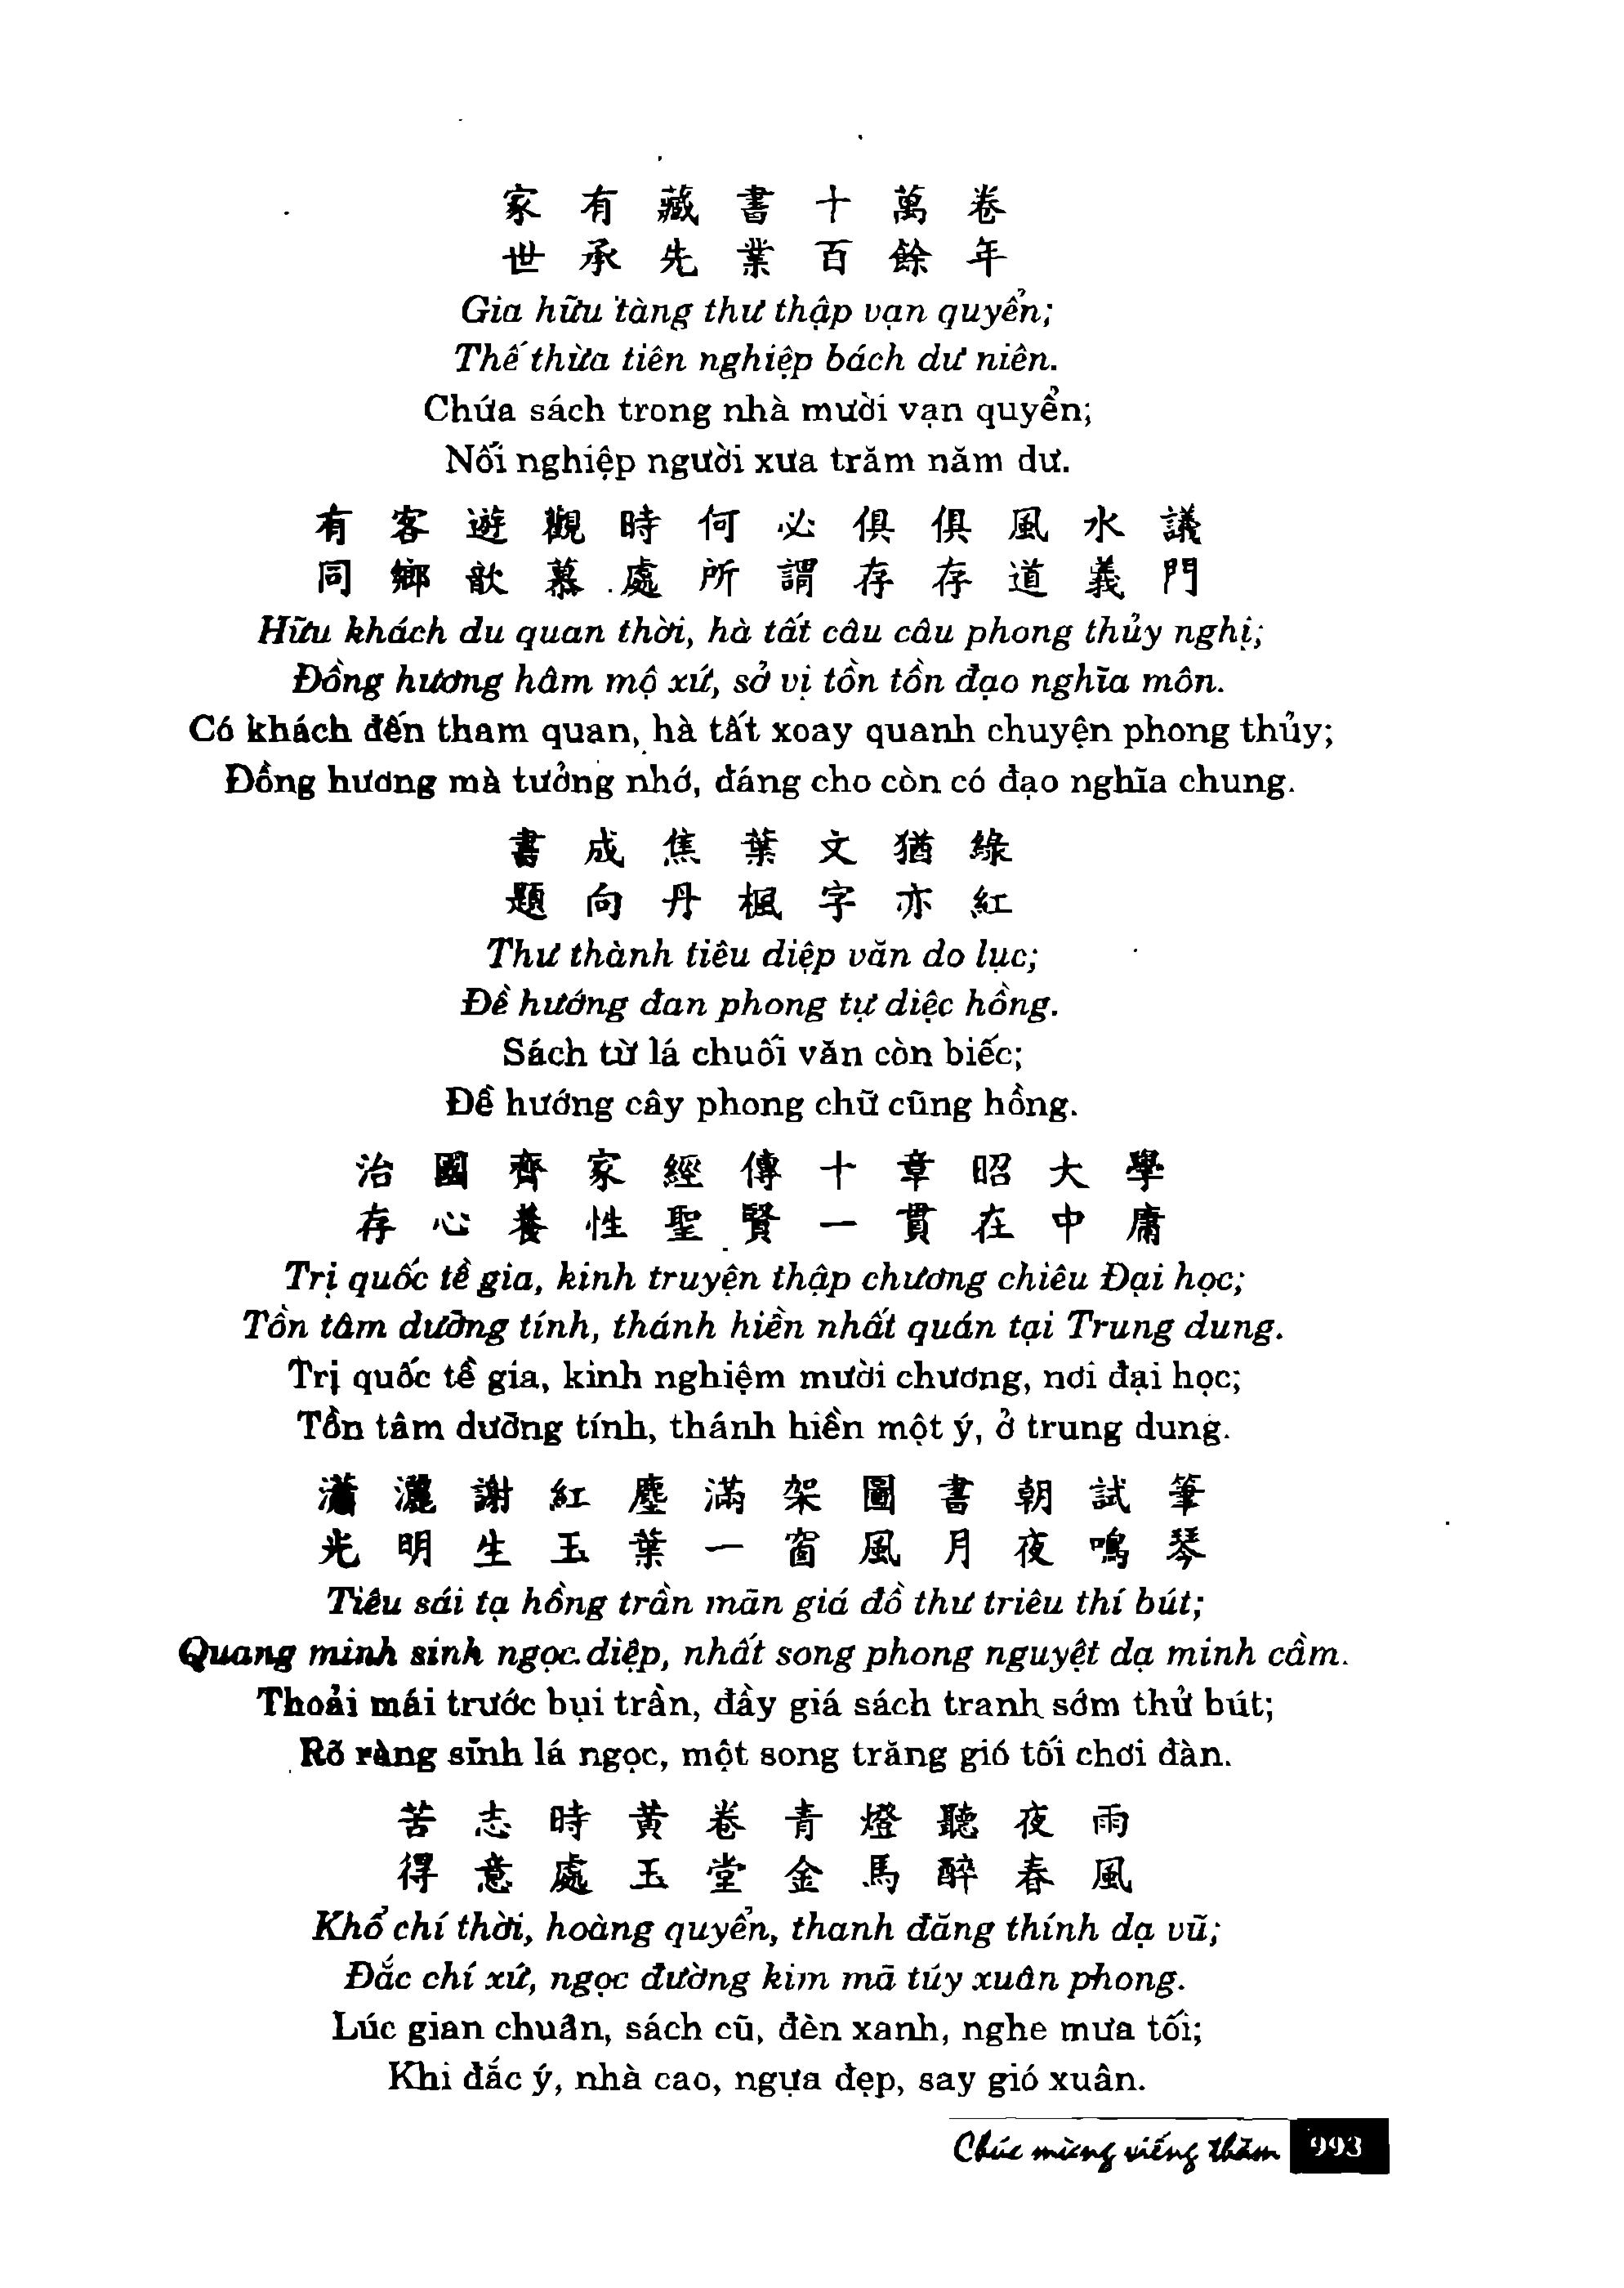 家有藏書十萬卷
世承先業百餘年
Gia hữu tàng thư thập vạn quyển;
Thế thừa tiên nghiệp bách dư niên.
Chứa sách trong nhà mười vạn quyển;
Nối nghiệp người xưa trăm năm dư.
有客遊觀時何必俱俱風水議
同鄉歆慕處所謂存存道義門
Hữu khách du quan thời, hà tất câu câu phong thủy nghị;
Đồng hương hâm mộ xứ, sở vị tồn tồn đạo nghĩa môn.
Có khách đến tham quan, hà tất xoay quanh chuyện phong thủy;
Đồng hương mà tưởng nhớ, dáng cho còn có đạo nghĩa chung.
書成焦葉文猶綠
題向丹楓字亦紅
Thư thành tiêu diệp văn do lục;
Đề hướng đan phong tự diệc hồng.
Sách từ lá chuối văn còn biếc;
Đề hướng cây phong chữ cũng hồng.
治國齊家經傳十章昭大學
存心養性聖賢一貫在中庸
Trị quốc tề gia, kinh truyện thập chương chiêu Đại học;
Tồn tâm dưỡng tính, thánh hiền nhất quán tại Trung dung.
Trị quốc tề gia, kinh nghiệm mười chương, nơi đại học;
Tồn tâm dưỡng tính, thánh hiền một ý, ở trung dung.
瀟灑謝紅塵滿架圖書朝試筆
光明生玉葉一窗風月夜鳴琴
Tiêu sái tạ hồng trần mãn giá đồ thư triêu thí bút;
Quang minh sinh ngọc diệp, nhất song phong nguyệt dạ minh cầm.
Thoải mái trước bụi trần, đầy giá sách tranh sớm thử bút;
Rõ ràng sinh lá ngọc, một song trăng gió tối chơi đàn.
苦志時黃卷青燈聽夜雨
得意處玉堂金馬醉春風
Khổ chí thời, hoàng quyển, thanh đăng thính dạ vũ;
Đắc chí xứ, ngọc đường kim mã túy xuân phong.
Lúc gian chuân, sách cũ, đèn xanh, nghe mưa tối;
Khi đắc ý, nhà cao, ngựa đẹp, say gió xuân.
Chúc mừng viếng thăm 993